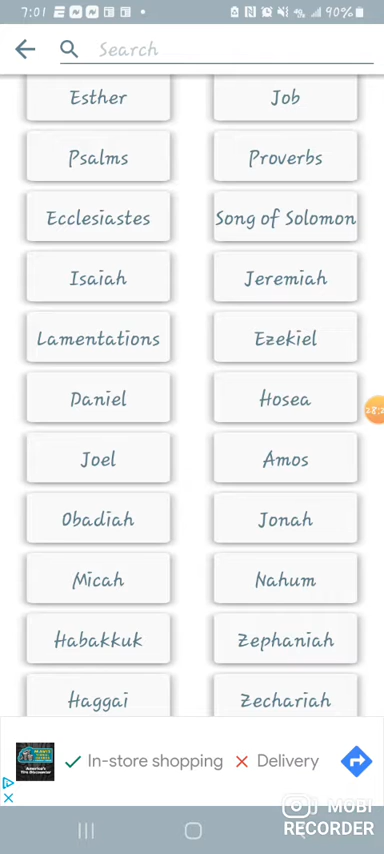 7:01
90%
Search
Esther
Job
Psalms
Proverbs
Ecclesiastes
Song of Solomon
Isaiah
Jeremiah
Lamentations
Ezekiel
Daniel
Hosea
Joel
Amos
Obadiah
Jonah
Micah
Nahum
Habakkuk
Zephaniah
Haggai
Zechariah
In-store shopping
Delivery
MOBI
RECORDER